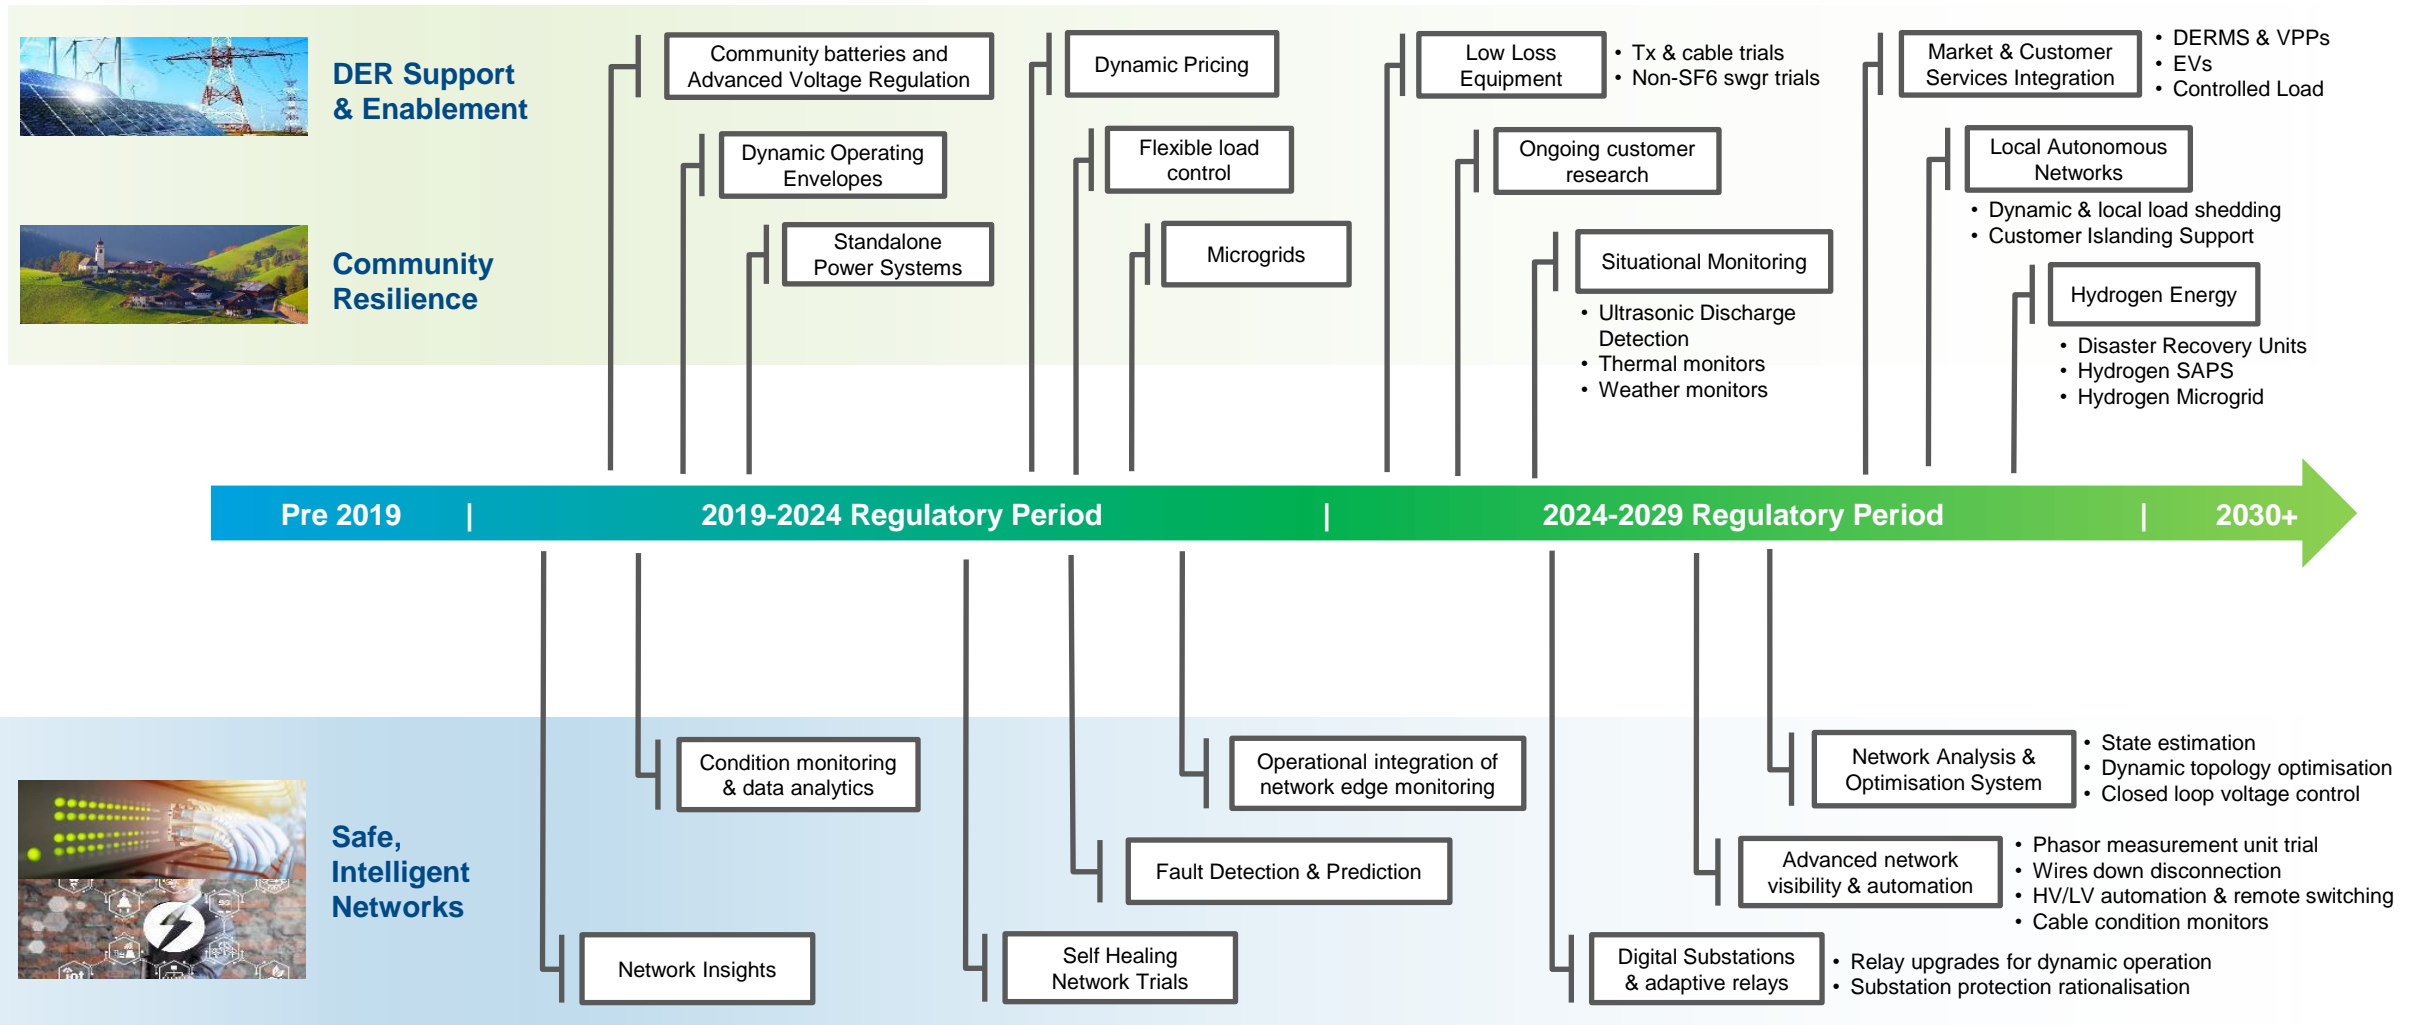 DER Support
& Enablement
Community batteries and
Advanced Voltage Regulation
Dynamic Operating
Envelopes
Standalone
Power Systems
Dynamic Pricing
Flexible load
control
Microgrids
Low Loss
Equipment
• Tx & cable trials
• Non-SF6 swgr trials
Ongoing customer
research
Situational Monitoring
• Ultrasonic Discharge
Detection
• Thermal monitors
• Weather monitors
Market & Customer
Services Integration
• DERMS & VPPs
• EVs
• Controlled Load
Local Autonomous
Networks
• Dynamic & local load shedding
• Customer Islanding Support
Hydrogen Energy
• Disaster Recovery Units
• Hydrogen SAPS
• Hydrogen Microgrid
Community
Resilience
Pre 2019 | 2019-2024 Regulatory Period | 2024-2029 Regulatory Period | 2030+
Safe,
Intelligent
Networks
iot
Network Insights
Condition monitoring
& data analytics
Self Healing
Network Trials
Fault Detection & Prediction
Operational integration of
network edge monitoring
Digital Substations
& adaptive relays
• Relay upgrades for dynamic operation
• Substation protection rationalisation
Advanced network
visibility & automation
• Phasor measurement unit trial
• Wires down disconnection
• HV/LV automation & remote switching
• Cable condition monitors
Network Analysis &
Optimisation System
• State estimation
• Dynamic topology optimisation
• Closed loop voltage control